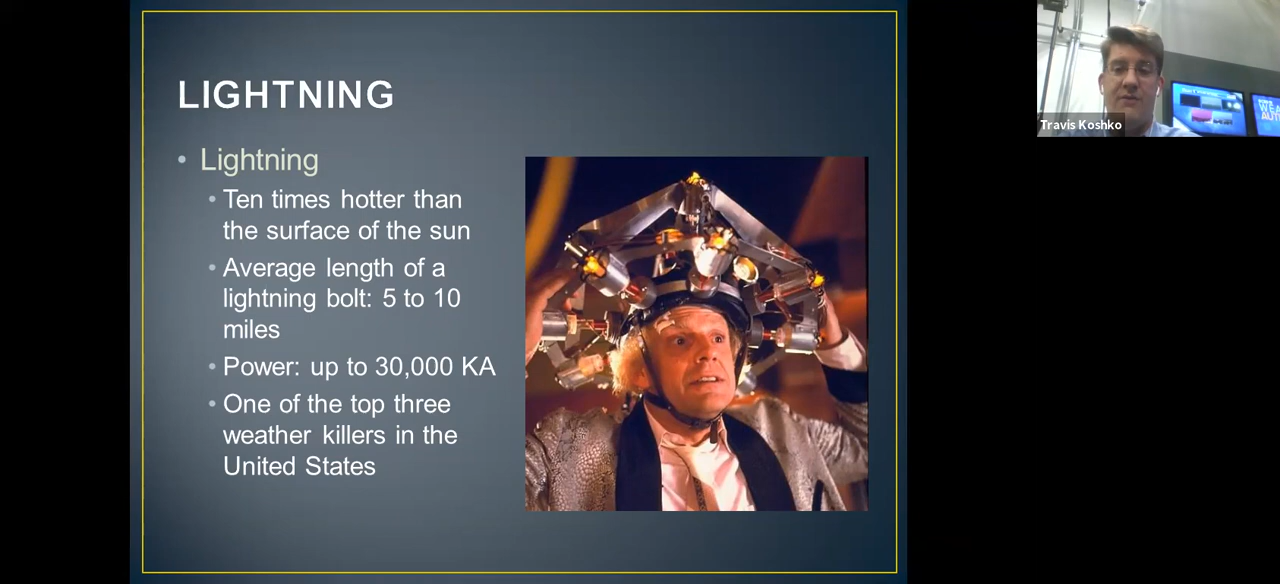 LIGHTNING
• Lightning
• Ten times hotter than
the surface of the sun
• Average length of a
lightning bolt: 5 to 10
miles
• Power: up to 30,000 KA
• One of the top three
weather killers in the
United States
Travis Koshko